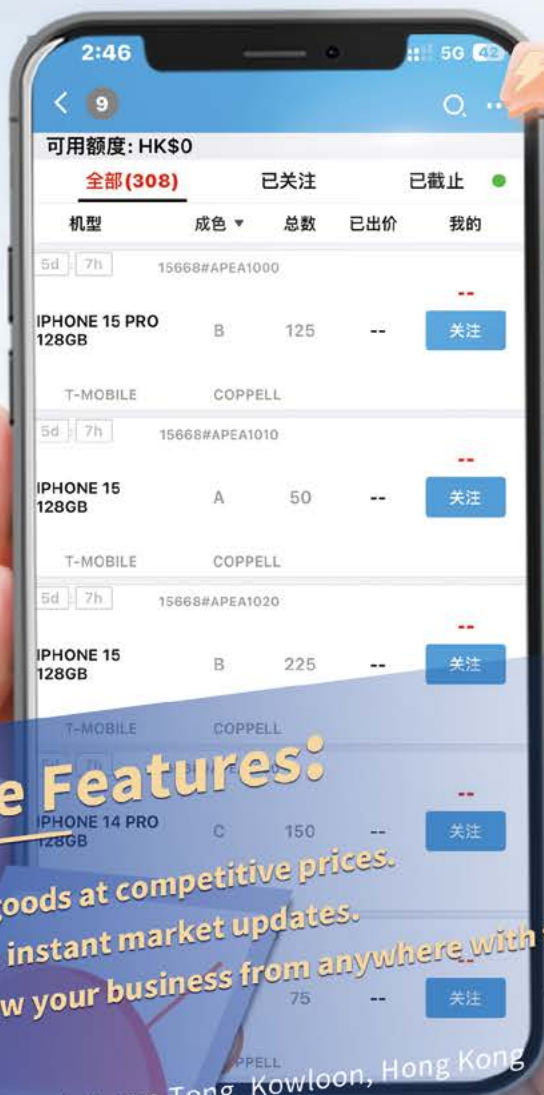 2:46 5G 42
9
可用额度: HK$0
全部(308) 已关注 已截止
机型 成色 ▼ 总数 已出价 我的
5d : 7h 15668#APEA1000
--
IPHONE 15 PRO
128GB B 125 -- 关注
T-MOBILE COPPELL
5d : 7h 15668#APEA1010
--
IPHONE 15
128GB A 50 -- 关注
T-MOBILE COPPELL
5d : 7h 15668#APEA1020
--
IPHONE 15
128GB B 225 -- 关注
T-MOBILE COPPELL
e Features:
--
IPHONE 14 PRO
128GB C 150 -- 关注
goods at competitive prices.
instant market updates.
w your business from anywhere with
75 -- 关注
PPELL
Tong, Kowloon, Hong Kong